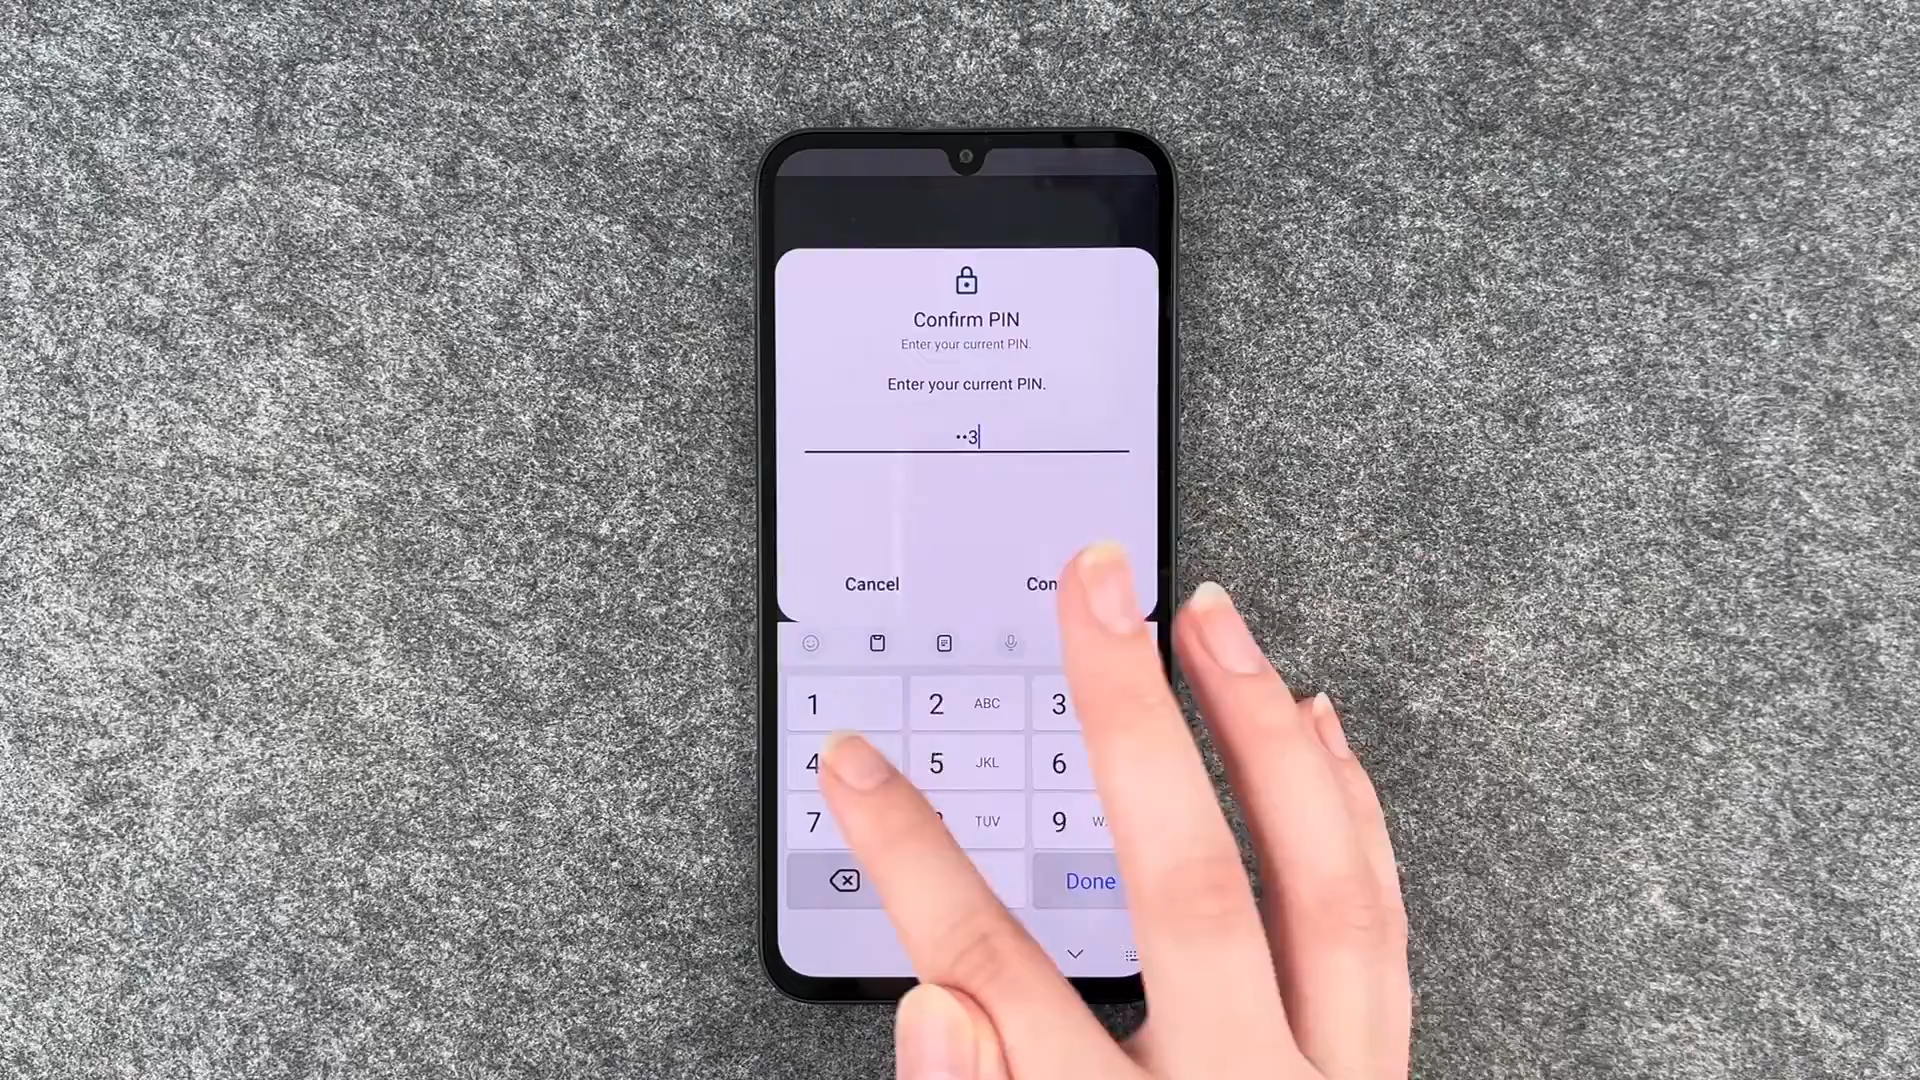 Confirm PIN
Enter your current PIN.
Enter your current PIN.
··3
Cancel
1
2 ABC
3
4
5 JKL
6
7
TUV
9
Done